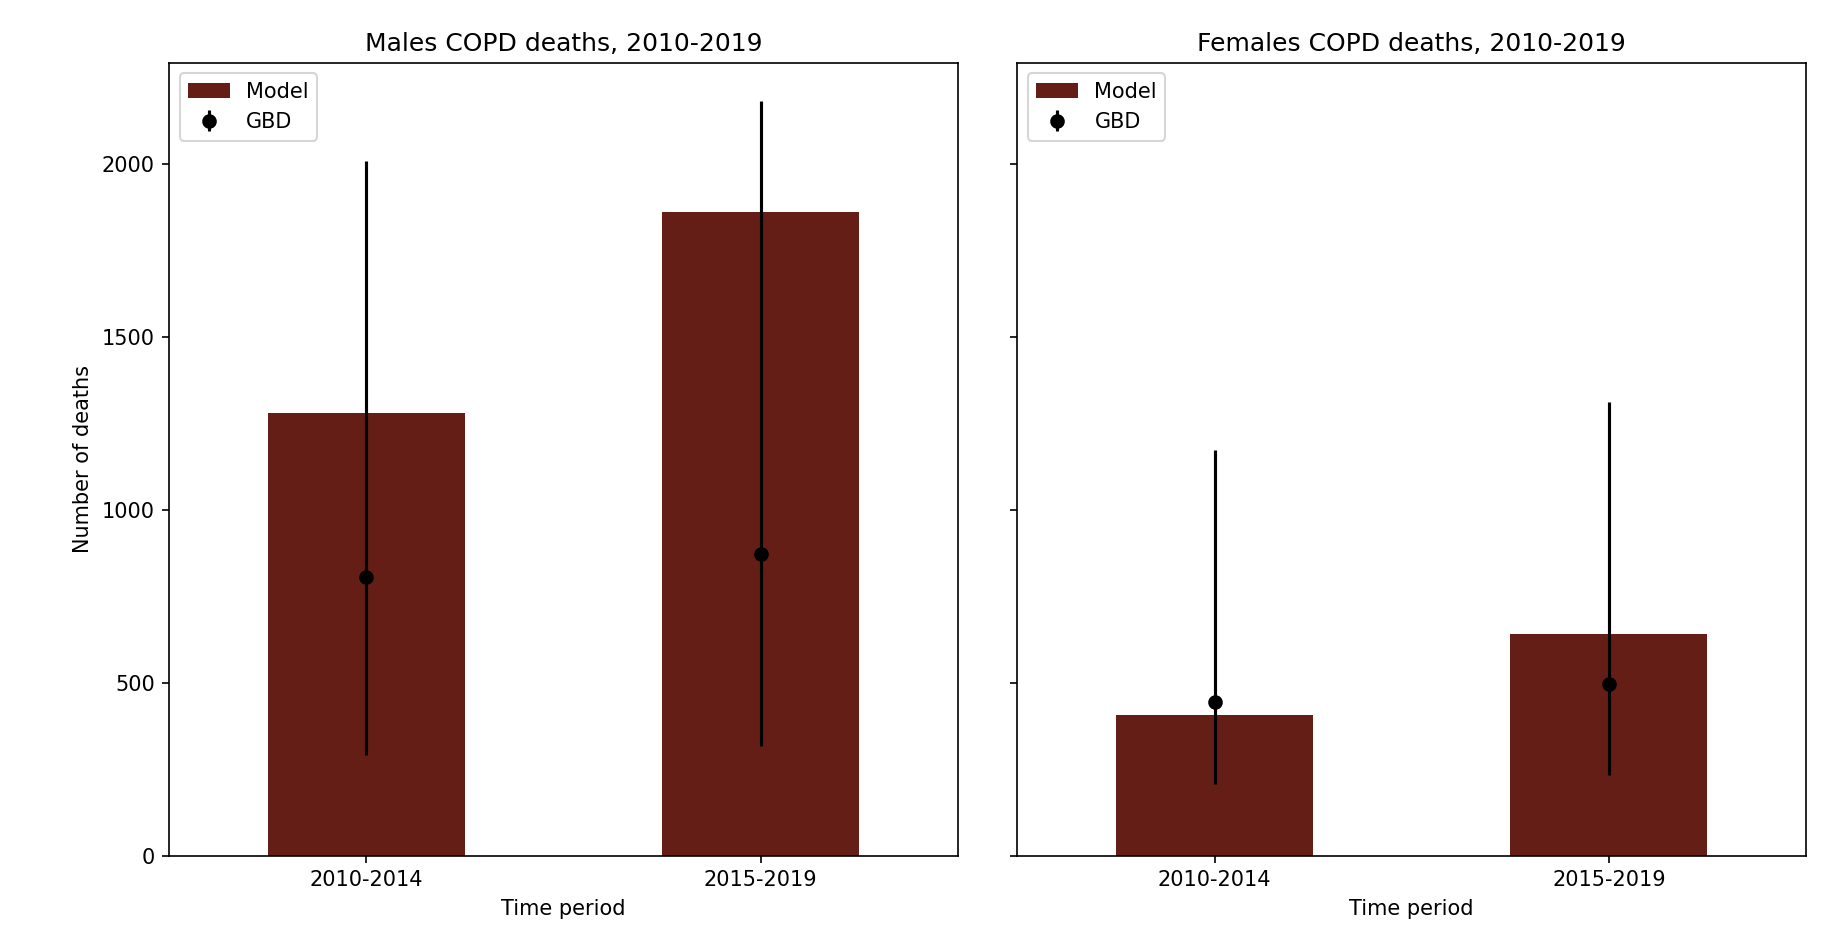 Males COPD deaths, 2010-2019
Model
GBD
Number of deaths
2000
1500
1000
500
0
2010-2014
2015-2019
Time period
Females COPD deaths, 2010-2019
Model
GBD
2010-2014
2015-2019
Time period